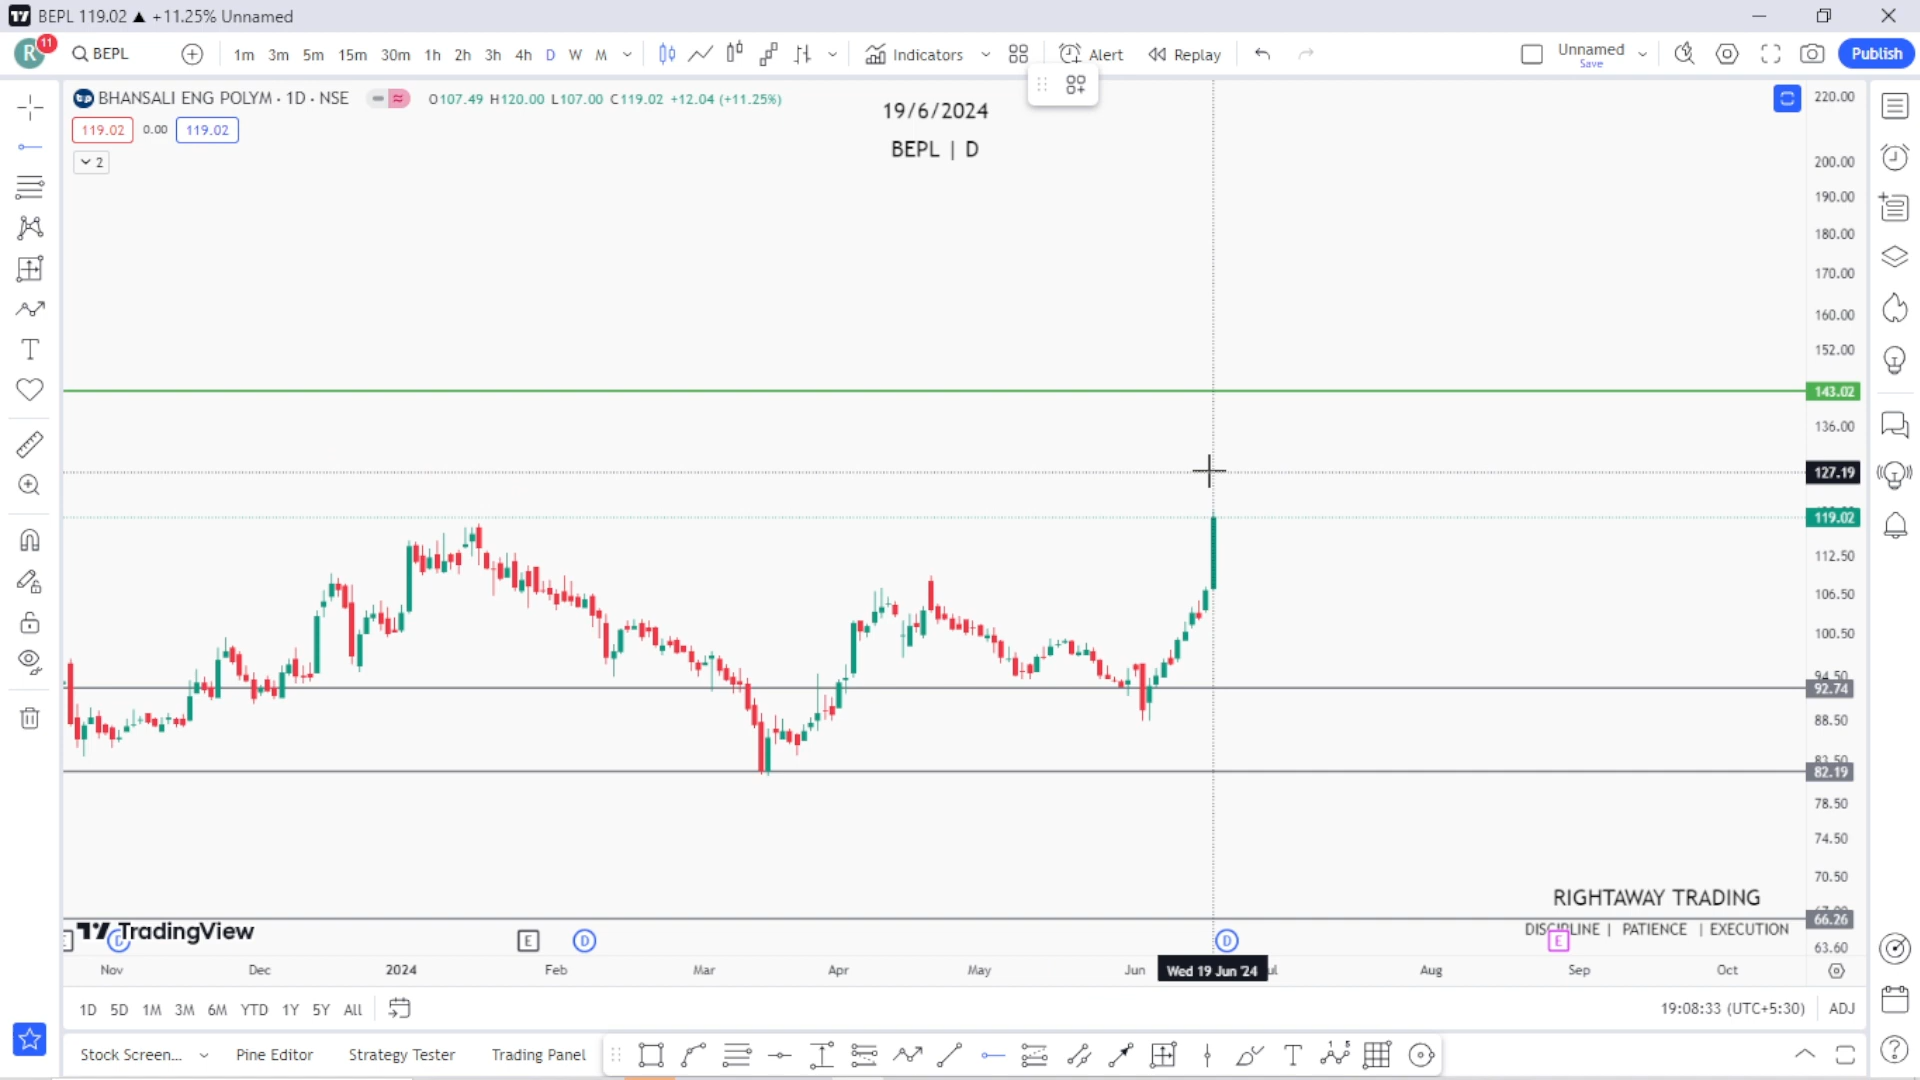 BEPL 119.02 ▲ +11.25% Unnamed
R 11 BEPL 1m 3m 5m 15m 30m 1h 2h 3h 4h D W M Indicators Alert Replay Unnamed Save Publish
BHANSALI ENG POLYM · 1D · NSE O107.49 H120.00 L107.00 C119.02 +12.04 (+11.25%)
119.02 0.00 119.02
2
19/6/2024
BEPL | D
220.00
200.00
190.00
180.00
170.00
160.00
152.00
143.02
136.00
127.19
119.02
112.50
106.50
100.50
94.50
92.74
88.50
82.19
78.50
74.50
70.50
66.26
63.60
RIGHTAWAY TRADING
DISCIPLINE | PATIENCE | EXECUTION
TradingView
E D E D D E
Nov Dec 2024 Feb Mar Apr May Jun Wed 19 Jun '24 Aug Sep Oct
1D 5D 1M 3M 6M YTD 1Y 5Y All 19:08:33 (UTC+5:30) ADJ
Stock Screen... Pine Editor Strategy Tester Trading Panel